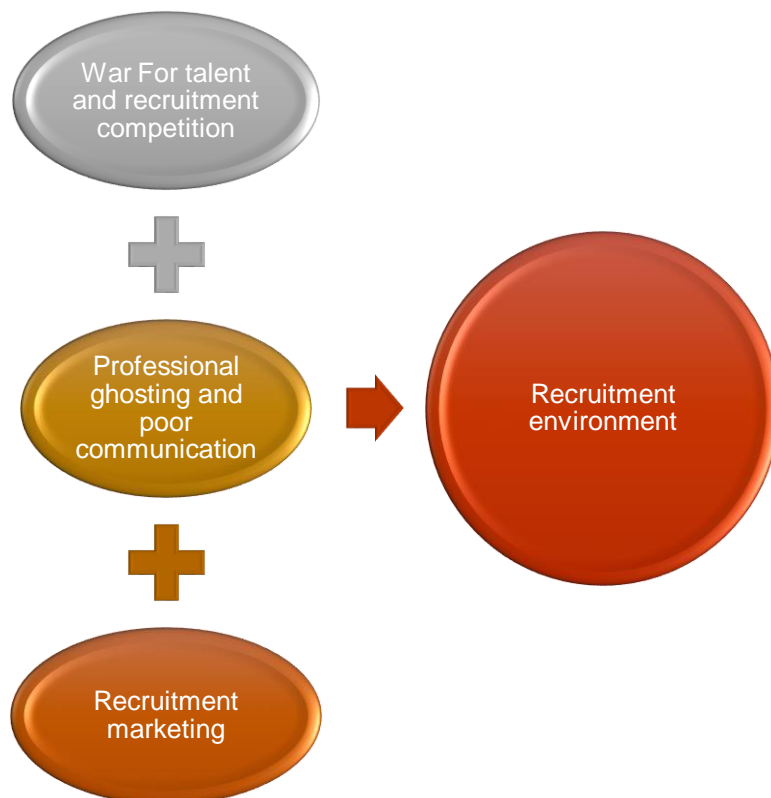 War For talent
and recruitment
competition
Professional
ghosting and
poor
communication
Recruitment
environment
Recruitment
marketing